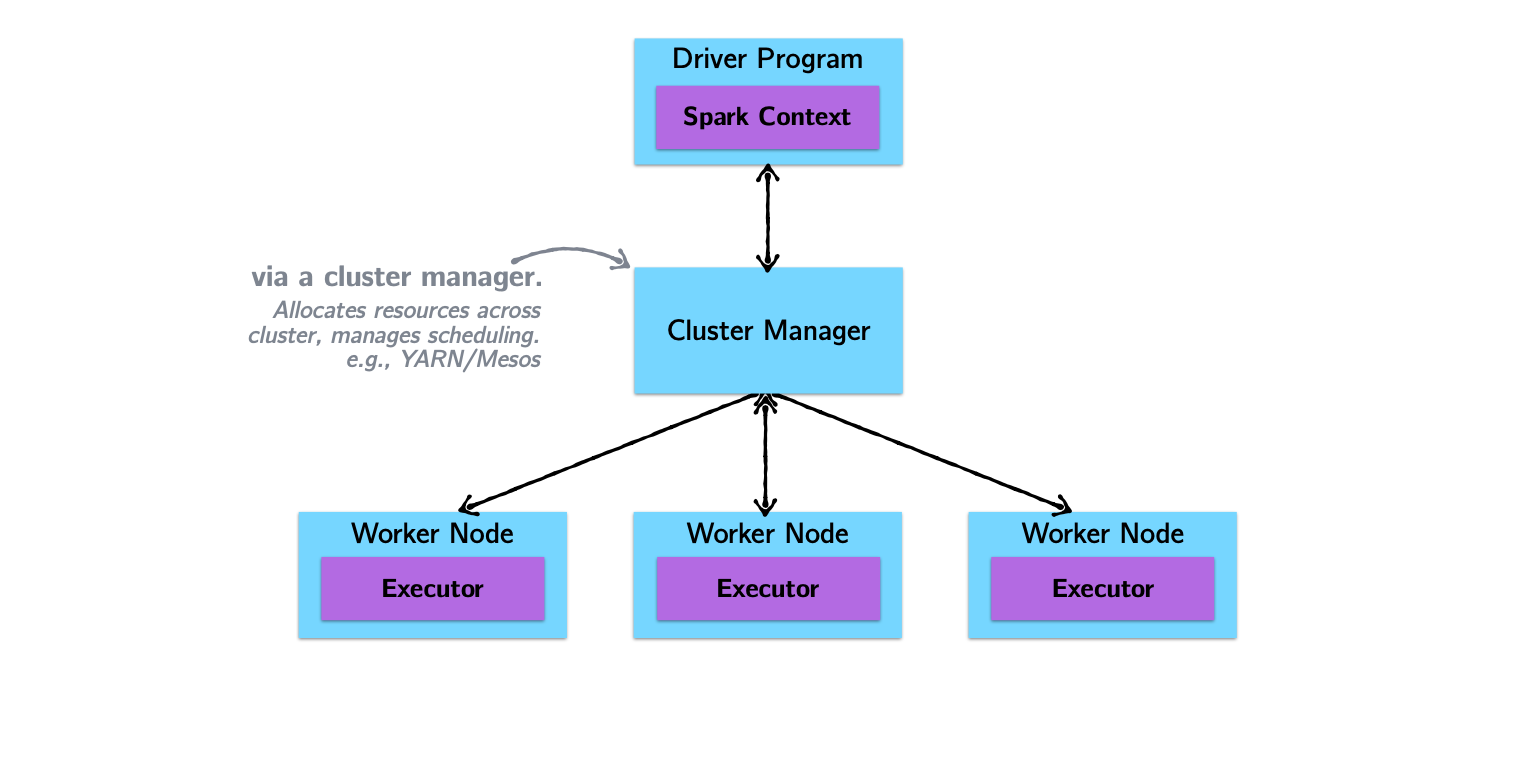 Driver Program
Spark Context
via a cluster manager.
Allocates resources across
cluster, manages scheduling.
e.g., YARN/Mesos
Cluster Manager
Worker Node
Executor
Worker Node
Executor
Worker Node
Executor